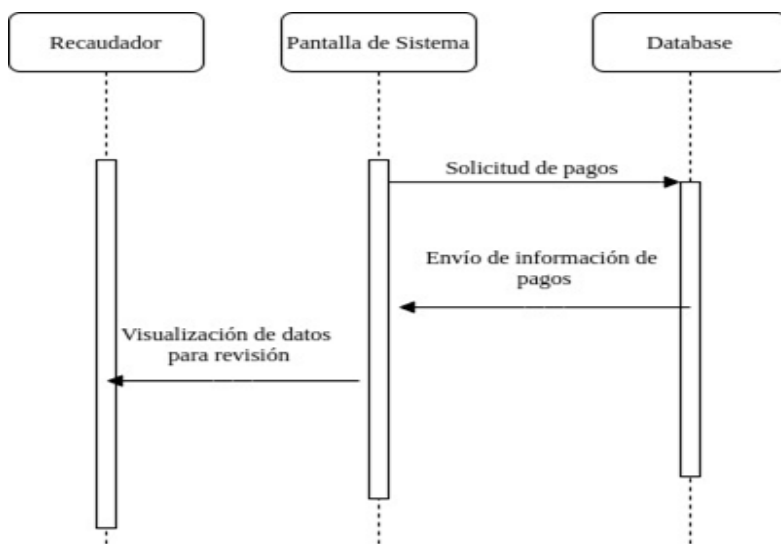 Recaudador
Pantalla de Sistema
Database
Solicitud de pagos
Envío de información de
pagos
Visualización de datos
para revisión